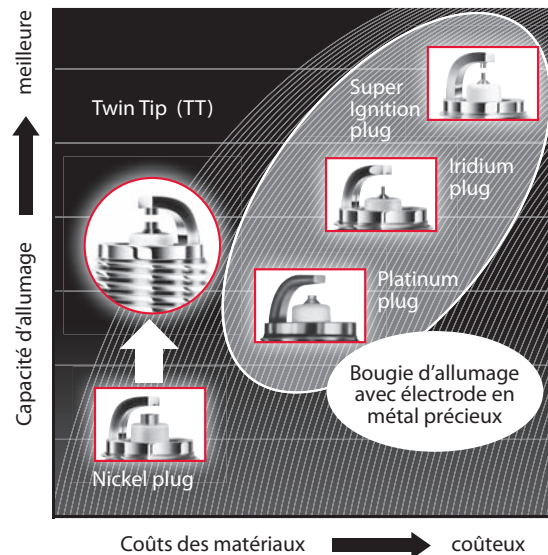 meilleure
Capacité d'allumage
Twin Tip (TT)
Super
Ignition
plug
Iridium
plug
Platinum
plug
Bougie d'allumage
avec électrode en
métal précieux
Nickel plug
Coûts des matériaux
coûteux